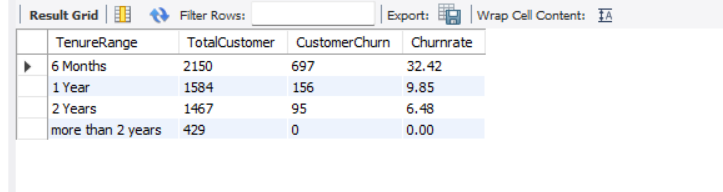 Result Grid Filter Rows: Export: Wrap Cell Content: IA
TenureRange TotalCustomer CustomerChurn Churnrate
6 Months 2150 697 32.42
1 Year 1584 156 9.85
2 Years 1467 95 6.48
more than 2 years 429 0 0.00